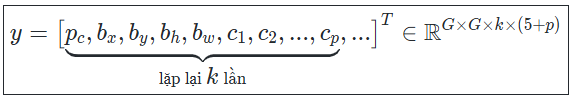 y = [p_c, b_x, b_y, b_h, b_w, c_1, c_2, ..., c_p, ...]^T ∈ ℝ^{G×G×k×(5+p)}
lặp lại k lần